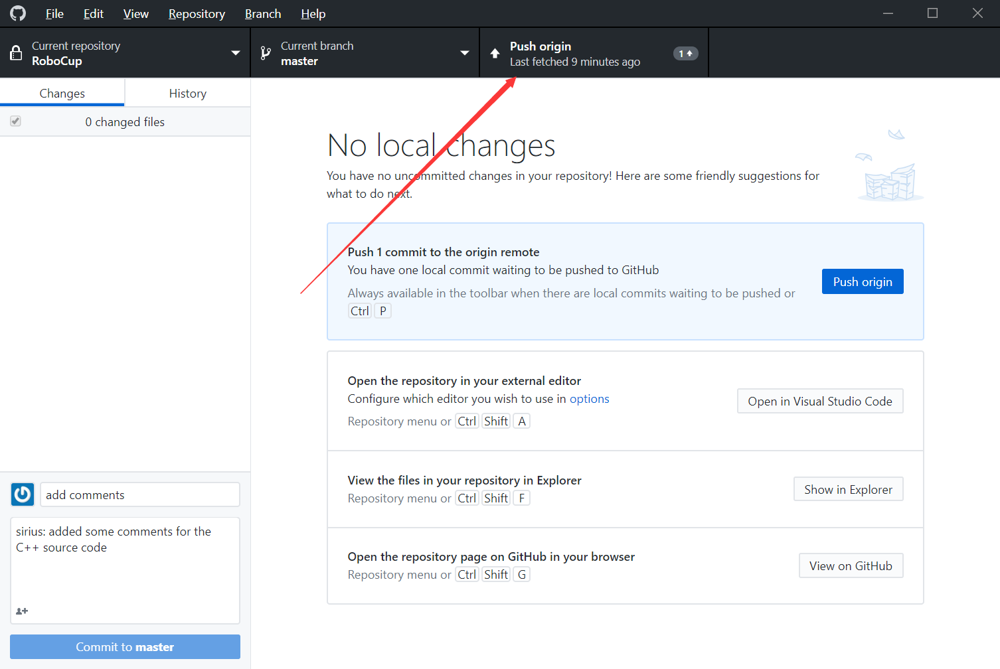 File Edit View Repository Branch Help
Current repository
RoboCup
Current branch
master
Push origin
Last fetched 9 minutes ago
1
Changes History
0 changed files
No local changes
You have no uncommitted changes in your repository! Here are some friendly suggestions for
what to do next.
Push 1 commit to the origin remote
You have one local commit waiting to be pushed to GitHub
Always available in the toolbar when there are local commits waiting to be pushed or
Ctrl P
Push origin
Open the repository in your external editor
Configure which editor you wish to use in options
Repository menu or Ctrl Shift A
Open in Visual Studio Code
View the files in your repository in Explorer
Repository menu or Ctrl Shift F
Show in Explorer
Open the repository page on GitHub in your browser
Repository menu or Ctrl Shift G
View on GitHub
add comments
sirius: added some comments for the
C++ source code
Commit to master